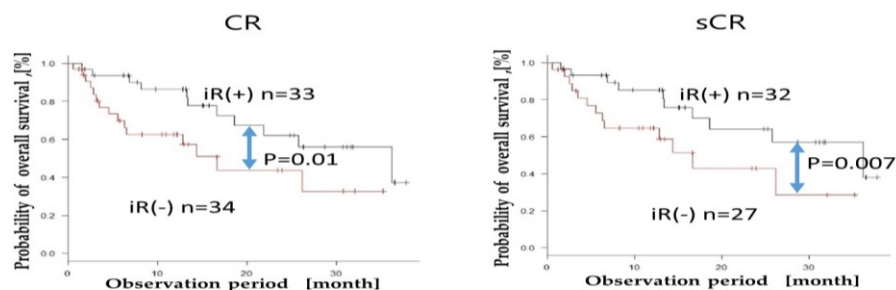 CR
Probability of overall survival ,[%]
1.0
0.8
0.6
0.4
0.2
0.0
iR(+) n=33
P=0.01
iR(-) n=34
0
10
20
30
Observation period [month]
sCR
Probability of overall survival ,[%]
1.0
0.8
0.6
0.4
0.2
0.0
iR(+) n=32
P=0.007
iR(-) n=27
0
10
20
30
Observation period [month]